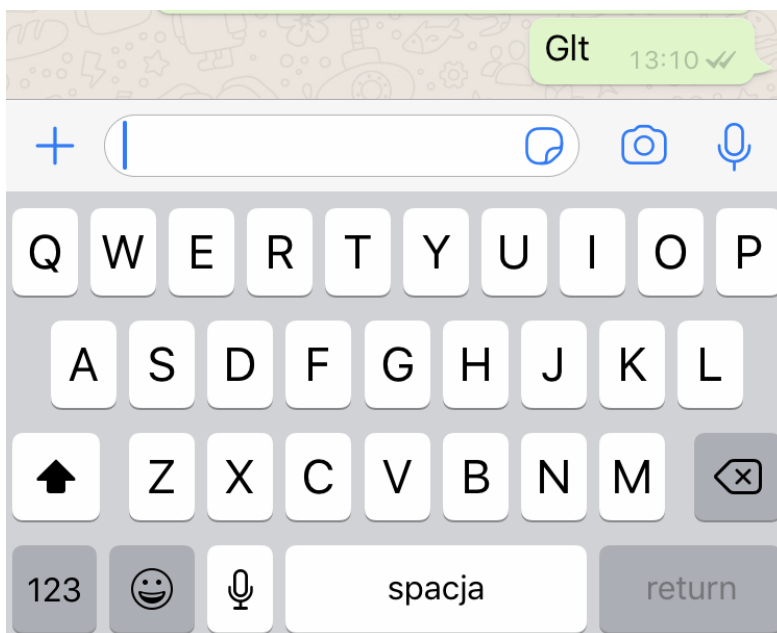 Glt 13:10
Q W E R T Y U I O P
A S D F G H J K L
Z X C V B N M
123 spacja return